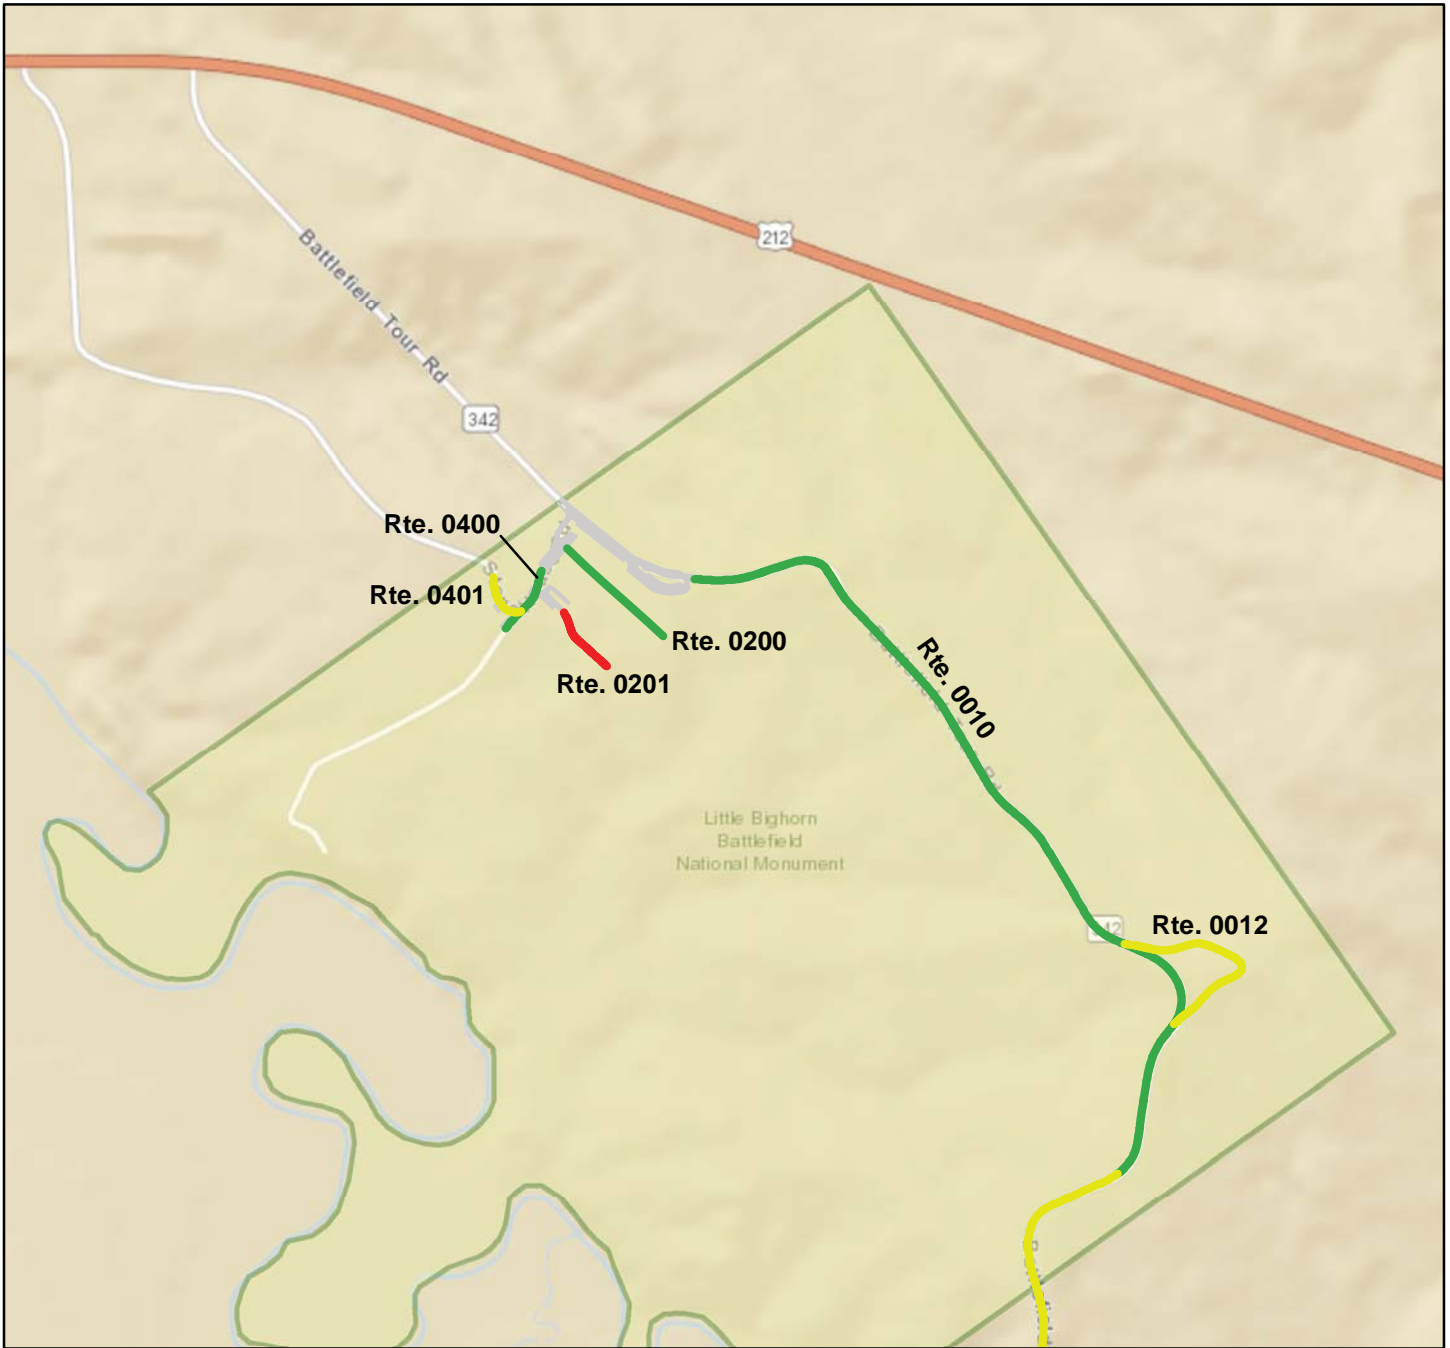 212
Battlefield Tour Rd
342
Rte. 0400
Rte. 0401
Rte. 0200
Rte. 0201
Rte. 0010
Little Bighorn
Battlefield
National Monument
Rte. 0012